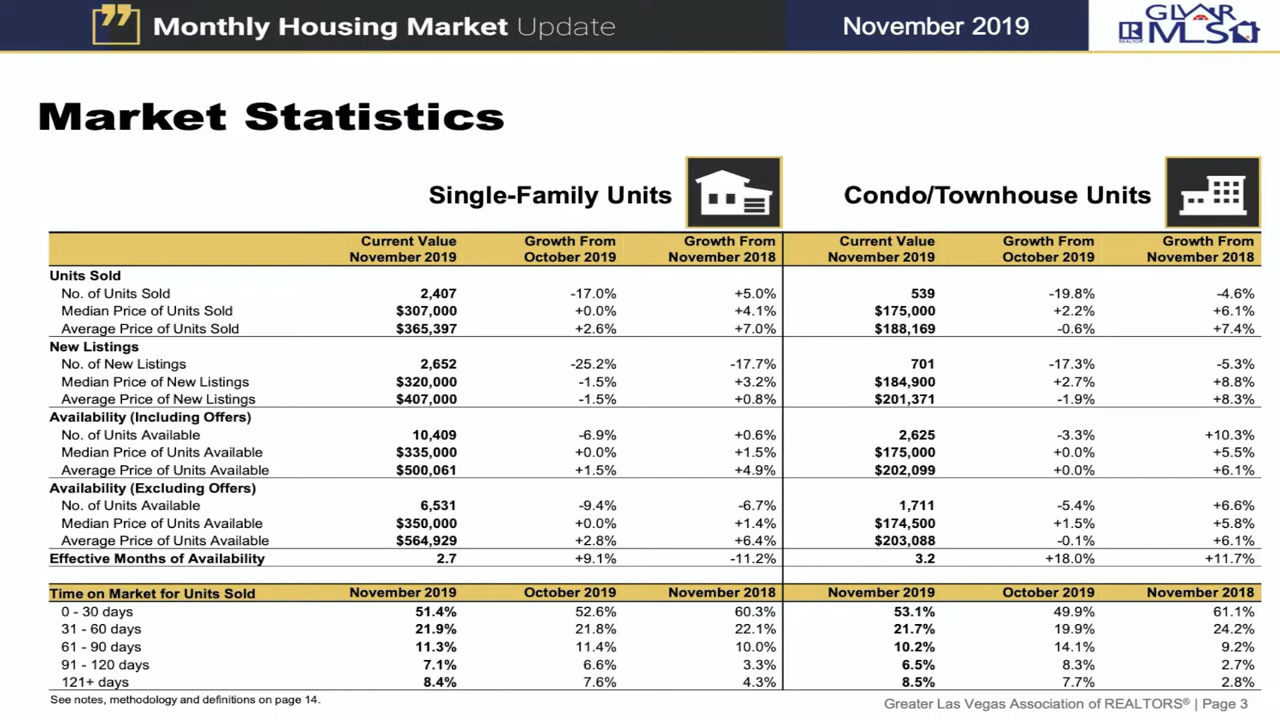 Monthly Housing Market Update
November 2019
GLVAR
REALTOR MLS
Market Statistics
Single-Family Units
Condo/Townhouse Units
Current Value Growth From Growth From Current Value Growth From Growth From
November 2019 October 2019 November 2018 November 2019 October 2019 November 2018
Units Sold
No. of Units Sold 2,407 -17.0% +5.0% 539 -19.8% -4.6%
Median Price of Units Sold $307,000 +0.0% +4.1% $175,000 +2.2% +6.1%
Average Price of Units Sold $365,397 +2.6% +7.0% $188,169 -0.6% +7.4%
New Listings
No. of New Listings 2,652 -25.2% -17.7% 701 -17.3% -5.3%
Median Price of New Listings $320,000 -1.5% +3.2% $184,900 +2.7% +8.8%
Average Price of New Listings $407,000 -1.5% +0.8% $201,371 -1.9% +8.3%
Availability (Including Offers)
No. of Units Available 10,409 -6.9% +0.6% 2,625 -3.3% +10.3%
Median Price of Units Available $335,000 +0.0% +1.5% $175,000 +0.0% +5.5%
Average Price of Units Available $500,061 +1.5% +4.9% $202,099 +0.0% +6.1%
Availability (Excluding Offers)
No. of Units Available 6,531 -9.4% -6.7% 1,711 -5.4% +6.6%
Median Price of Units Available $350,000 +0.0% +1.4% $174,500 +1.5% +5.8%
Average Price of Units Available $564,929 +2.8% +6.4% $203,088 -0.1% +6.1%
Effective Months of Availability 2.7 +9.1% -11.2% 3.2 +18.0% +11.7%
Time on Market for Units Sold November 2019 October 2019 November 2018 November 2019 October 2019 November 2018
0 - 30 days 51.4% 52.6% 60.3% 53.1% 49.9% 61.1%
31 - 60 days 21.9% 21.8% 22.1% 21.7% 19.9% 24.2%
61 - 90 days 11.3% 11.4% 10.0% 10.2% 14.1% 9.2%
91 - 120 days 7.1% 6.6% 3.3% 6.5% 8.3% 2.7%
121+ days 8.4% 7.6% 4.3% 8.5% 7.7% 2.8%
See notes, methodology and definitions on page 14.
Greater Las Vegas Association of REALTORS® | Page 3